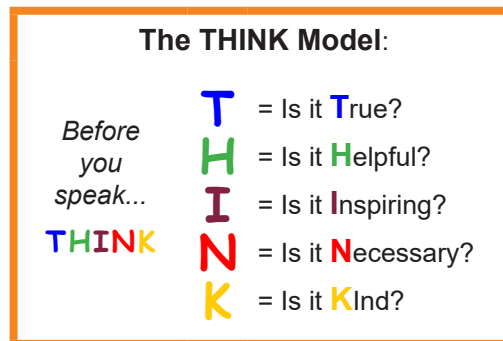 The THINK Model:
Before
you
speak...
THINK
T = Is it True?
H = Is it Helpful?
I = Is it Inspiring?
N = Is it Necessary?
K = Is it KInd?